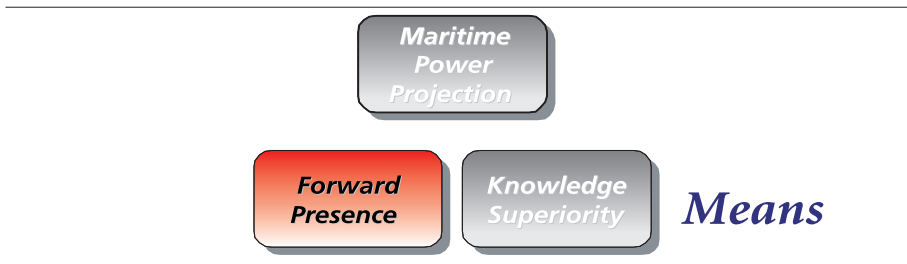 Maritime
Power
Projection
Forward
Presence
Knowledge
Superiority
Means